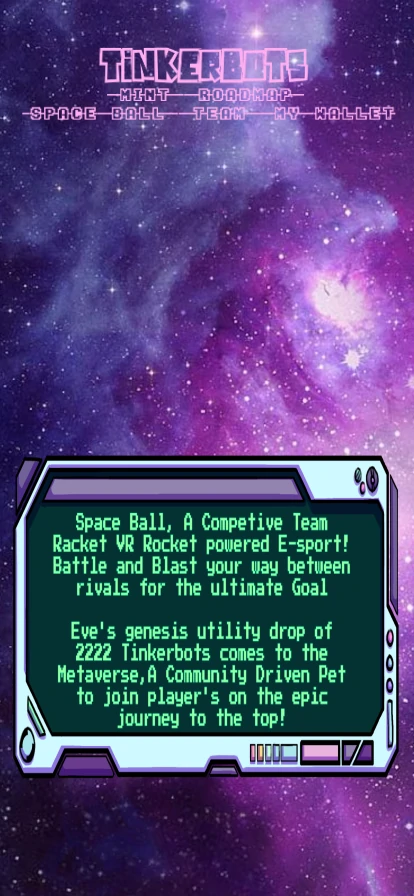 TINKERBOTS
MINT ROADMAP
SPACE BALL TEAM MY WALLET
Space Ball, A Competive Team
Racket VR Rocket powered E-sport!
Battle and Blast your way between
rivals for the ultimate Goal
Eve's genesis utility drop of
2222 Tinkerbots comes to the
Metaverse,A Community Driven Pet
to join player's on the epic
journey to the top!